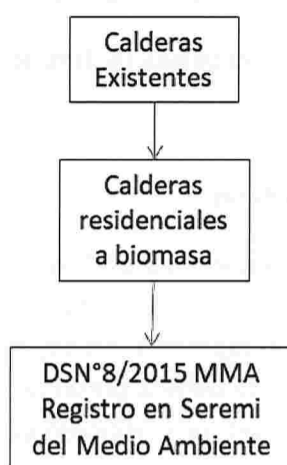 Calderas
Existentes
Calderas
residenciales
a biomasa
DSN°8/2015 MMA
Registro en Seremi
del Medio Ambiente